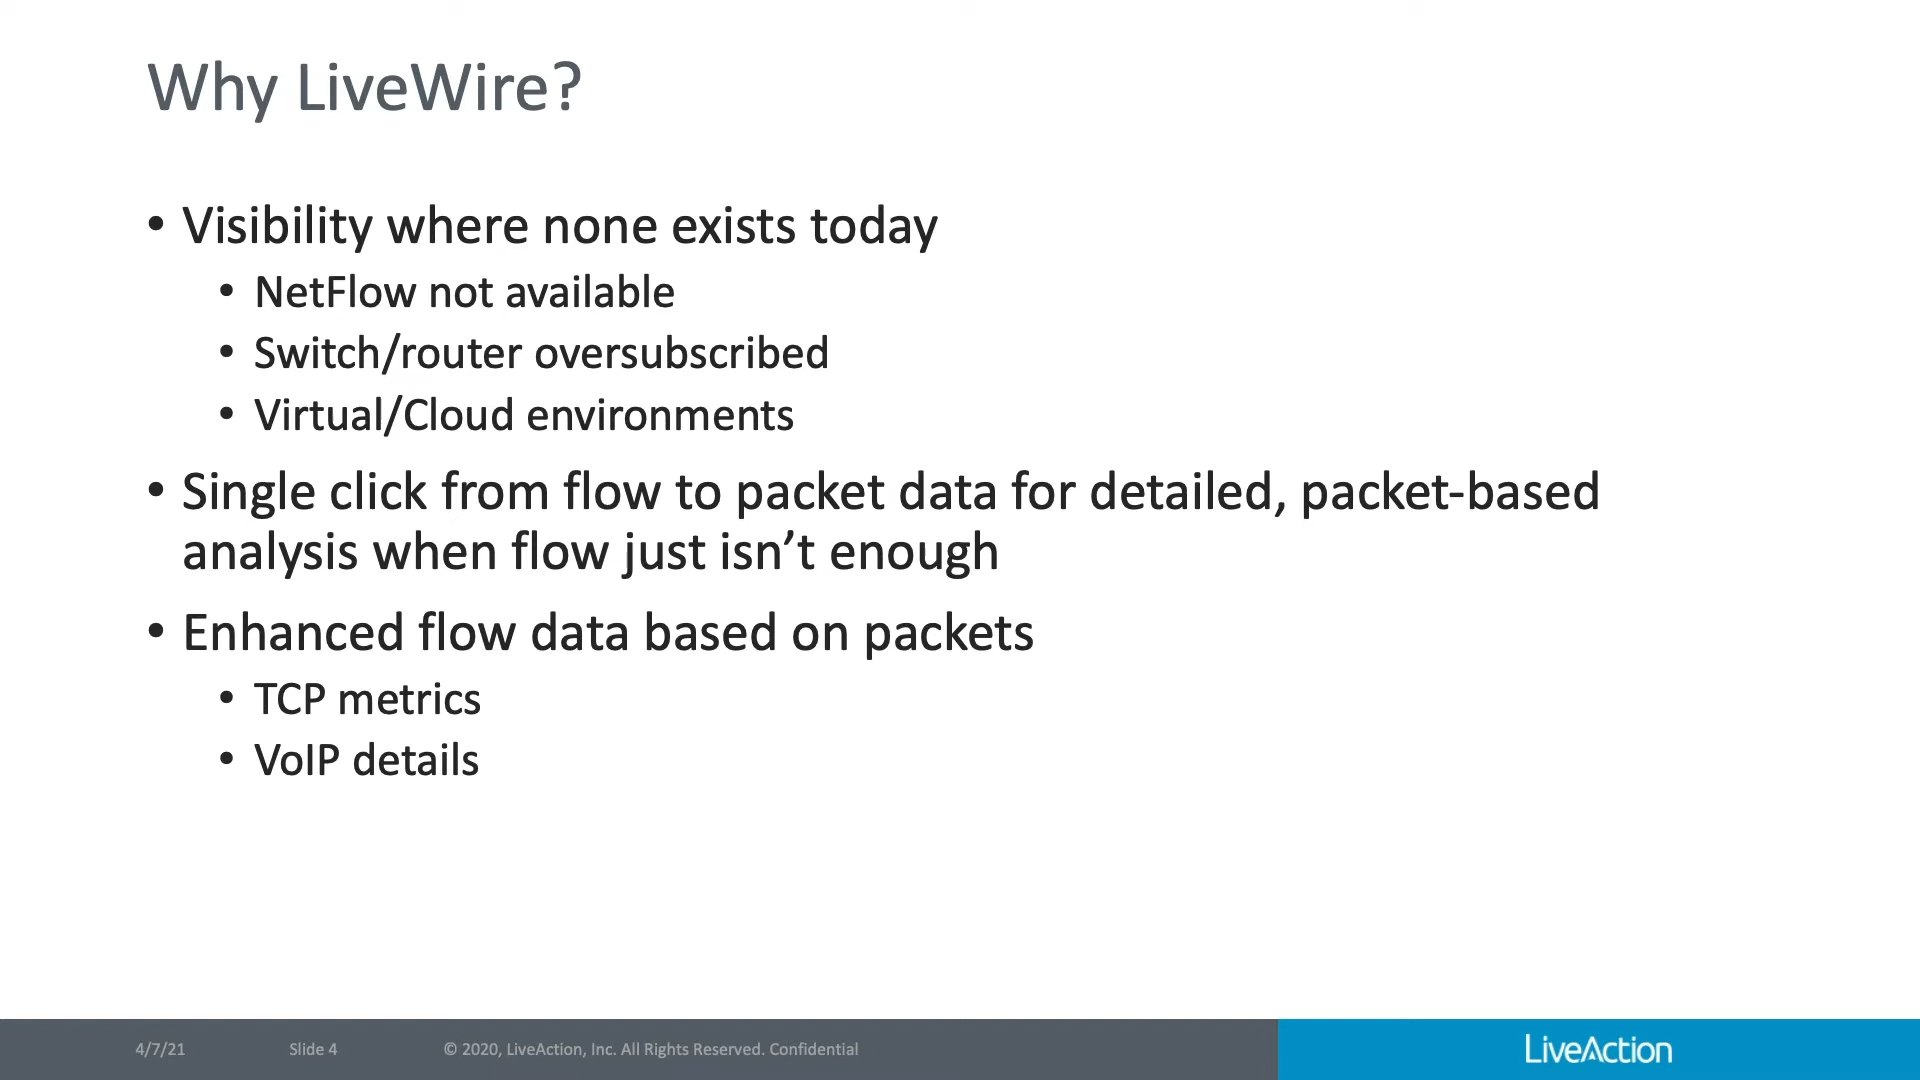 Why LiveWire?
• Visibility where none exists today
• NetFlow not available
• Switch/router oversubscribed
• Virtual/Cloud environments
• Single click from flow to packet data for detailed, packet-based
analysis when flow just isn’t enough
• Enhanced flow data based on packets
• TCP metrics
• VoIP details
4/7/21 Slide 4 © 2020, LiveAction, Inc. All Rights Reserved. Confidential LiveAction